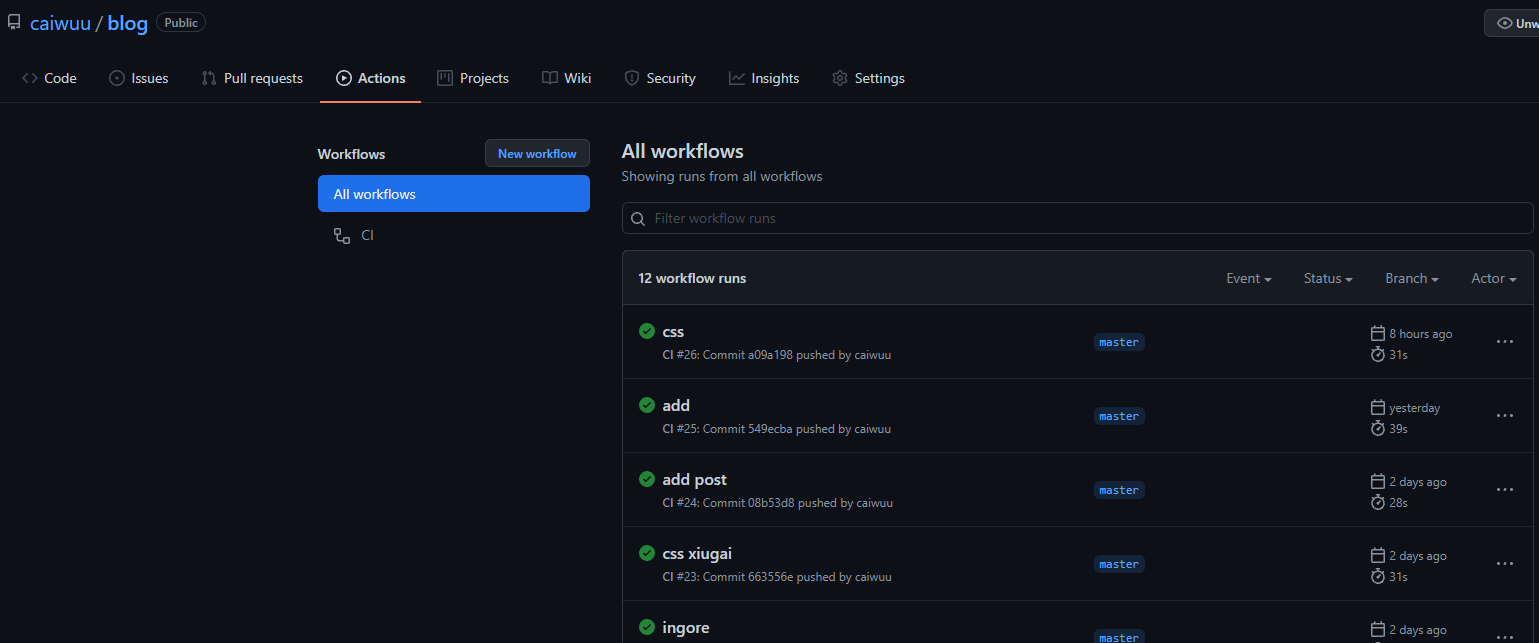 caiwuu / blog Public
Unw
Code Issues Pull requests Actions Projects Wiki Security Insights Settings
Workflows
New workflow
All workflows
CI
All workflows
Showing runs from all workflows
Filter workflow runs
12 workflow runs
Event Status Branch Actor
css
CI #26: Commit a09a198 pushed by caiwuu
master
8 hours ago
31s
add
CI #25: Commit 549ecba pushed by caiwuu
master
yesterday
39s
add post
CI #24: Commit 08b53d8 pushed by caiwuu
master
2 days ago
28s
css xiugai
CI #23: Commit 663556e pushed by caiwuu
master
2 days ago
31s
ingore
master
2 days ago